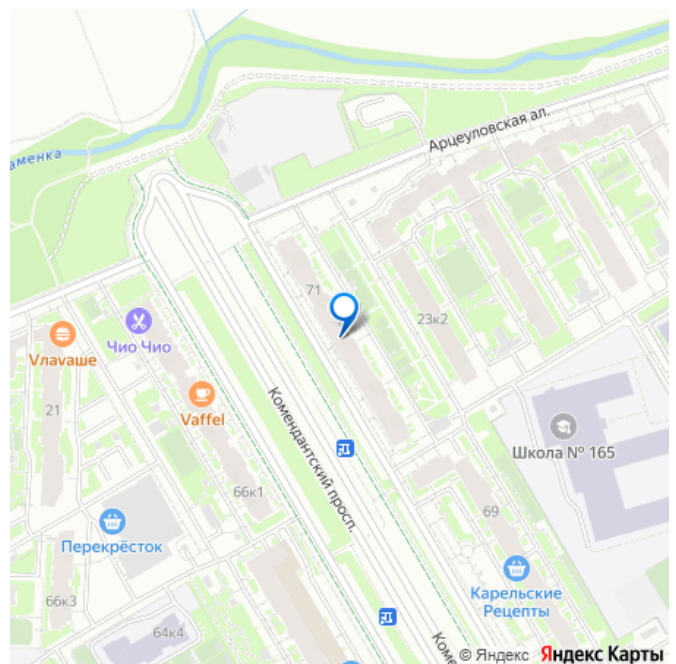 Арцеуловская ал.
аменка
71
23к2
Чио Чио
Vлаваше
21
Vaffel
Комендантский просп.
Школа № 165
66к1
69
Перекрёсток
Карельские
Рецепты
66к3
64к4
Коме
© Яндекс Яндекс Карты